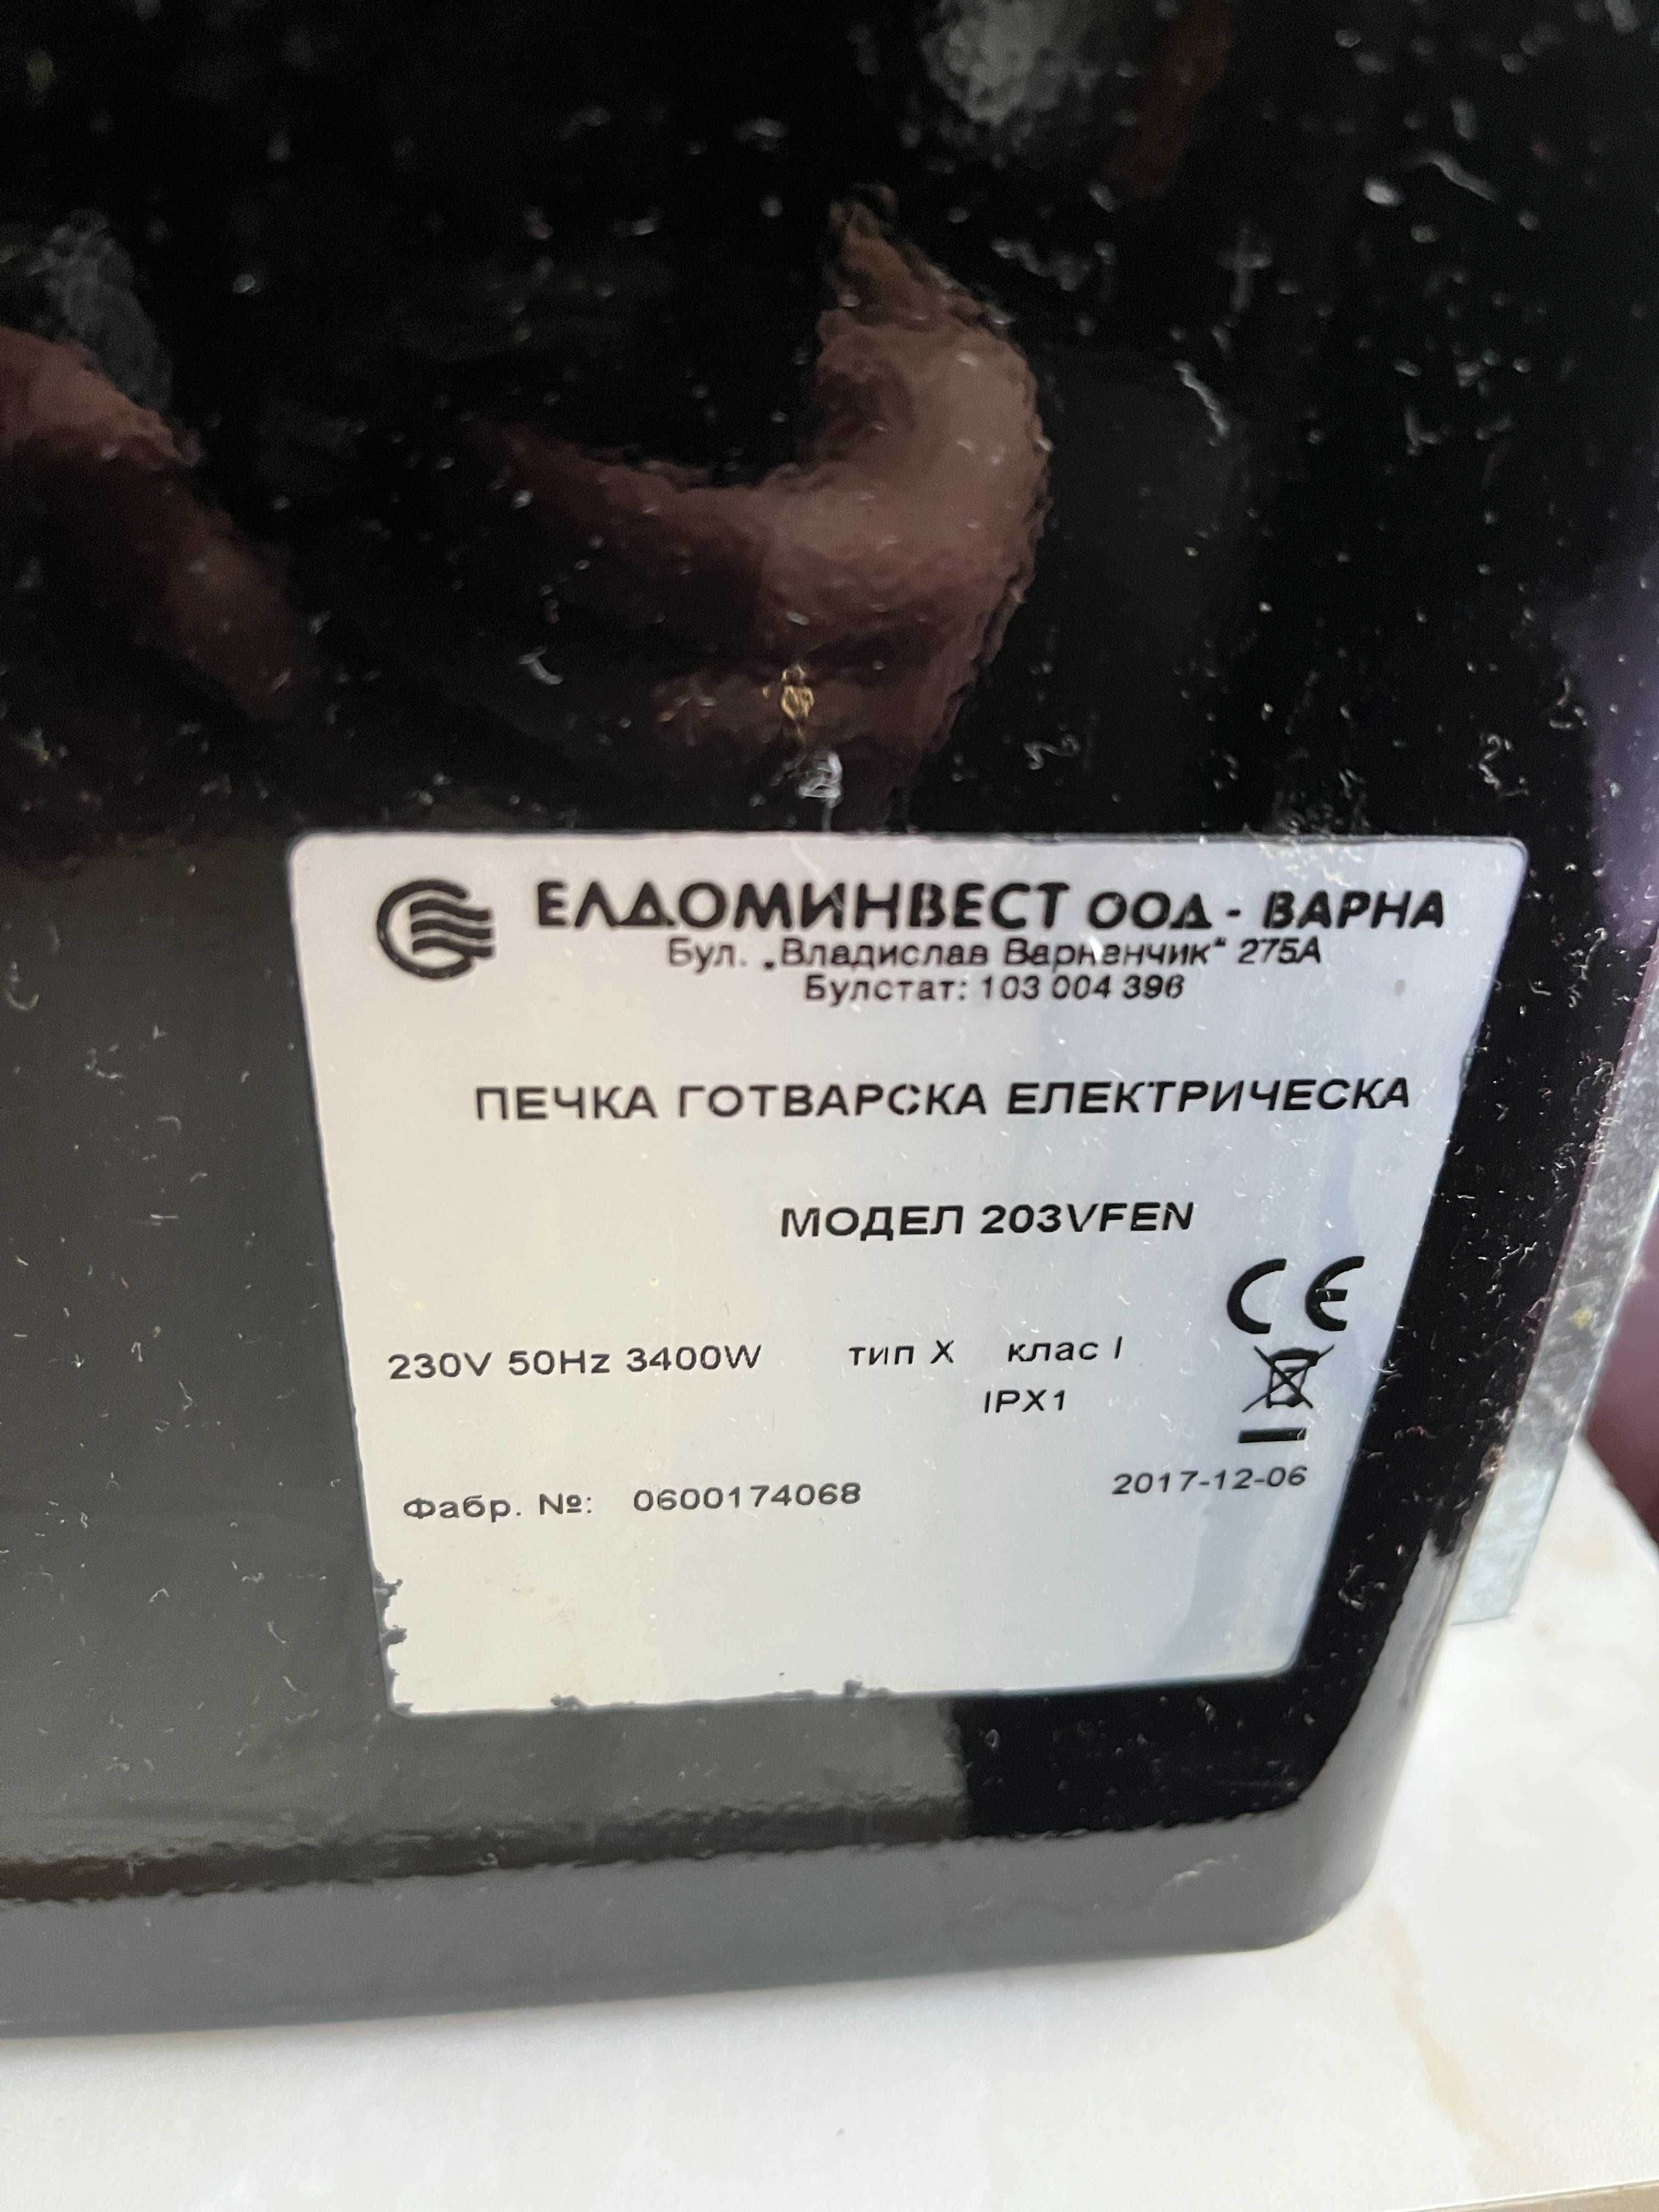 ЕЛДОМИНВЕСТ ООД - ВАРНА
Бул. „Владислав Варненчик“ 275А
Булстат: 103 004 396
ПЕЧКА ГОТВАРСКА ЕЛЕКТРИЧЕСКА
МОДЕЛ 203VFEN
CE
230V 50Hz 3400W тип X клас I
IPX1
Фабр. №: 0600174068 2017-12-06